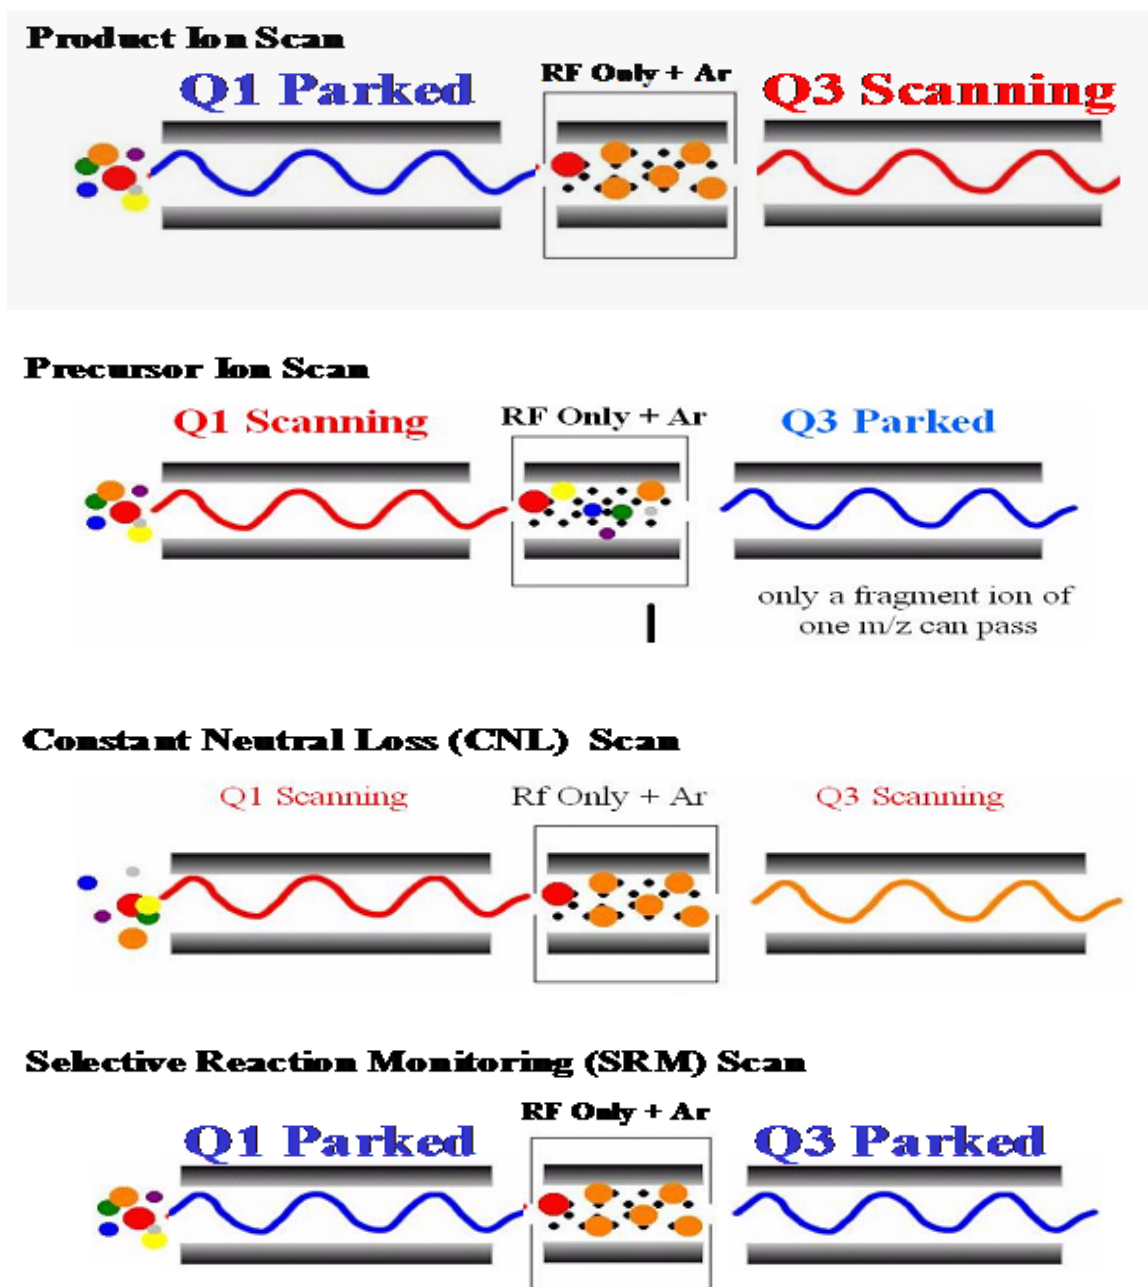 Product Ion Scan
Q1 Parked
RF Only + Ar
Q3 Scanning
Precursor Ion Scan
Q1 Scanning
RF Only + Ar
Q3 Parked
only a fragment ion of
one m/z can pass
Constant Neutral Loss (CNL) Scan
Q1 Scanning
Rf Only + Ar
Q3 Scanning
Selective Reaction Monitoring (SRM) Scan
Q1 Parked
RF Only + Ar
Q3 Parked